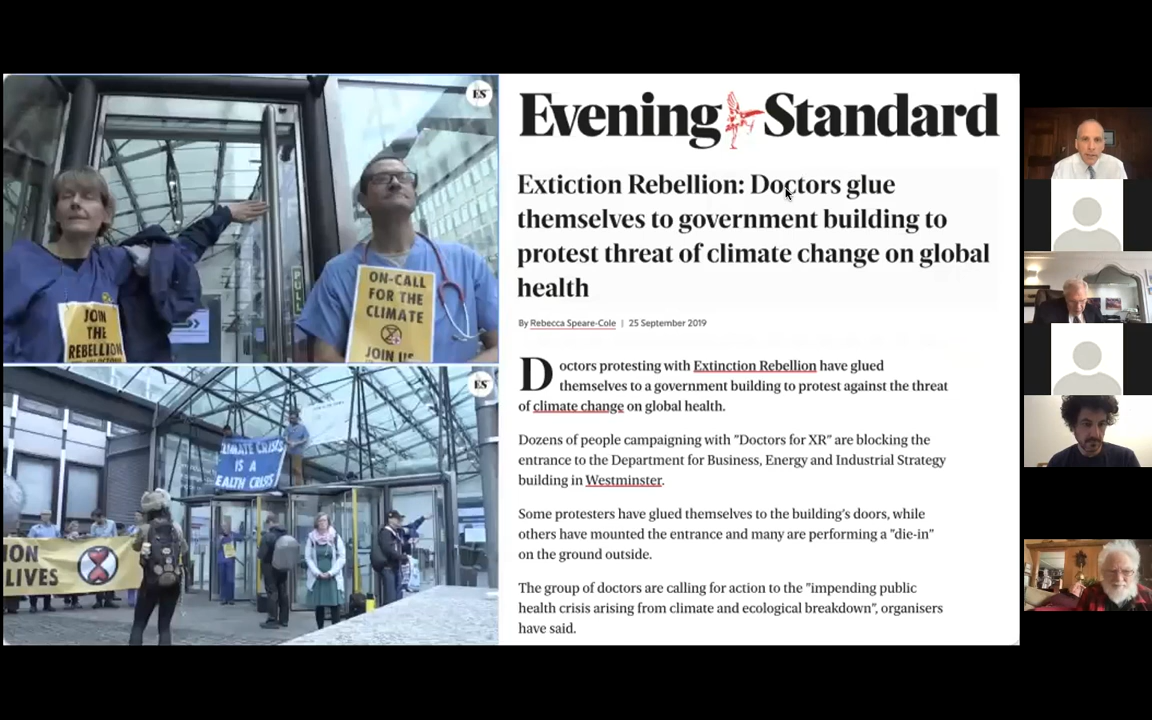 ES
PULL
JOIN
THE
REBELLION
ON-CALL
FOR THE
CLIMATE
JOIN US
ES
CLIMATE CRISIS
IS A
HEALTH CRISIS
ION
LIVES
Evening Standard
Extiction Rebellion: Doctors glue
themselves to government building to
protest threat of climate change on global
health
By Rebecca Speare-Cole | 25 September 2019
Doctors protesting with Extinction Rebellion have glued
themselves to a government building to protest against the threat
of climate change on global health.
Dozens of people campaigning with "Doctors for XR" are blocking the
entrance to the Department for Business, Energy and Industrial Strategy
building in Westminster.
Some protesters have glued themselves to the building's doors, while
others have mounted the entrance and many are performing a "die-in"
on the ground outside.
The group of doctors are calling for action to the "impending public
health crisis arising from climate and ecological breakdown", organisers
have said.